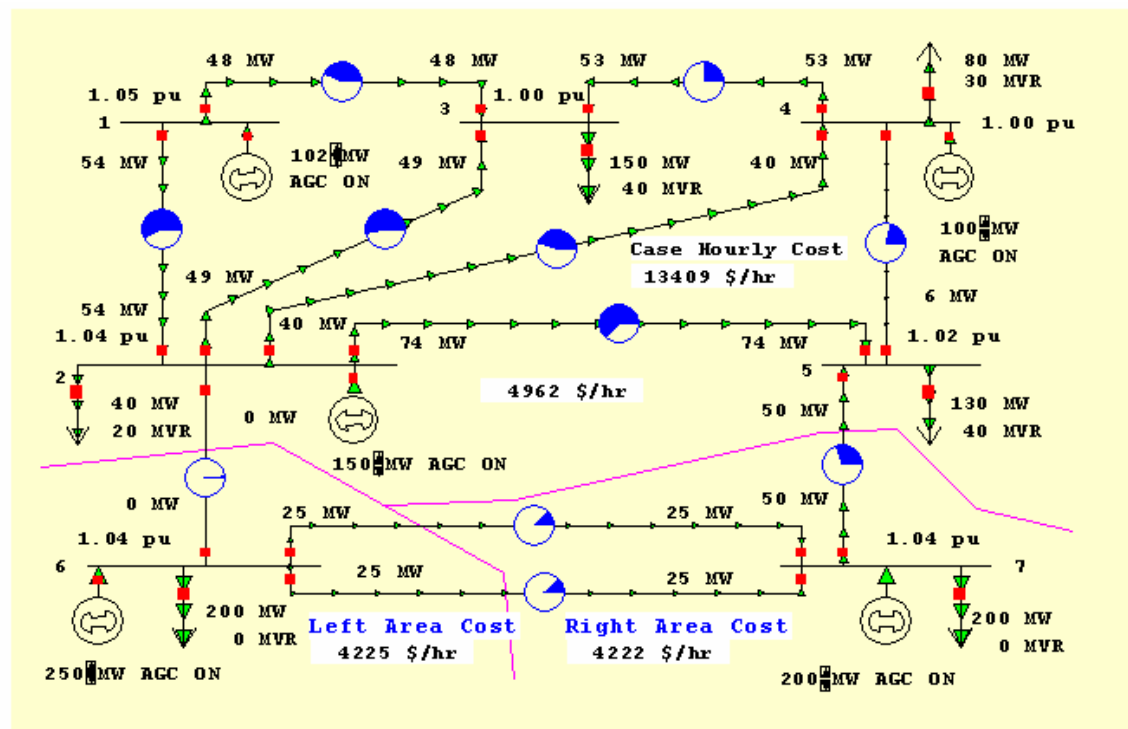 48 MW
48 MW
53 MW
53 MW
80 MW
30 MVR
1.05 pu
3
1.00 pu
4
1
1.00 pu
54 MW
102 MW
AGC ON
49 MW
150 MW
40 MVR
40 MW
100 MW
AGC ON
Case Hourly Cost
13409 $/hr
49 MW
6 MW
54 MW
1.04 pu
40 MW
74 MW
74 MW
1.02 pu
2
5
4962 $/hr
40 MW
20 MVR
0 MW
50 MW
130 MW
40 MVR
150 MW AGC ON
0 MW
50 MW
25 MW
25 MW
1.04 pu
1.04 pu
6
7
25 MW
25 MW
200 MW
0 MVR
Left Area Cost
4225 $/hr
Right Area Cost
4222 $/hr
200 MW
0 MVR
250 MW AGC ON
200 MW AGC ON